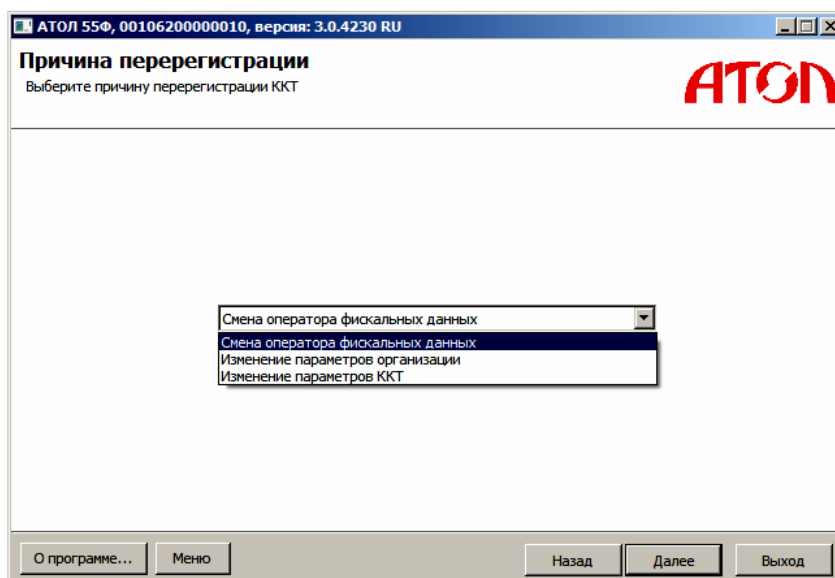 АТОЛ 55Ф, 00106200000010, версия: 3.0.4230 RU
Причина перерегистрации
Выберите причину перерегистрации ККТ
АТОЛ
Смена оператора фискальных данных
Смена оператора фискальных данных
Изменение параметров организации
Изменение параметров ККТ
О программе... Меню Назад Далее Выход